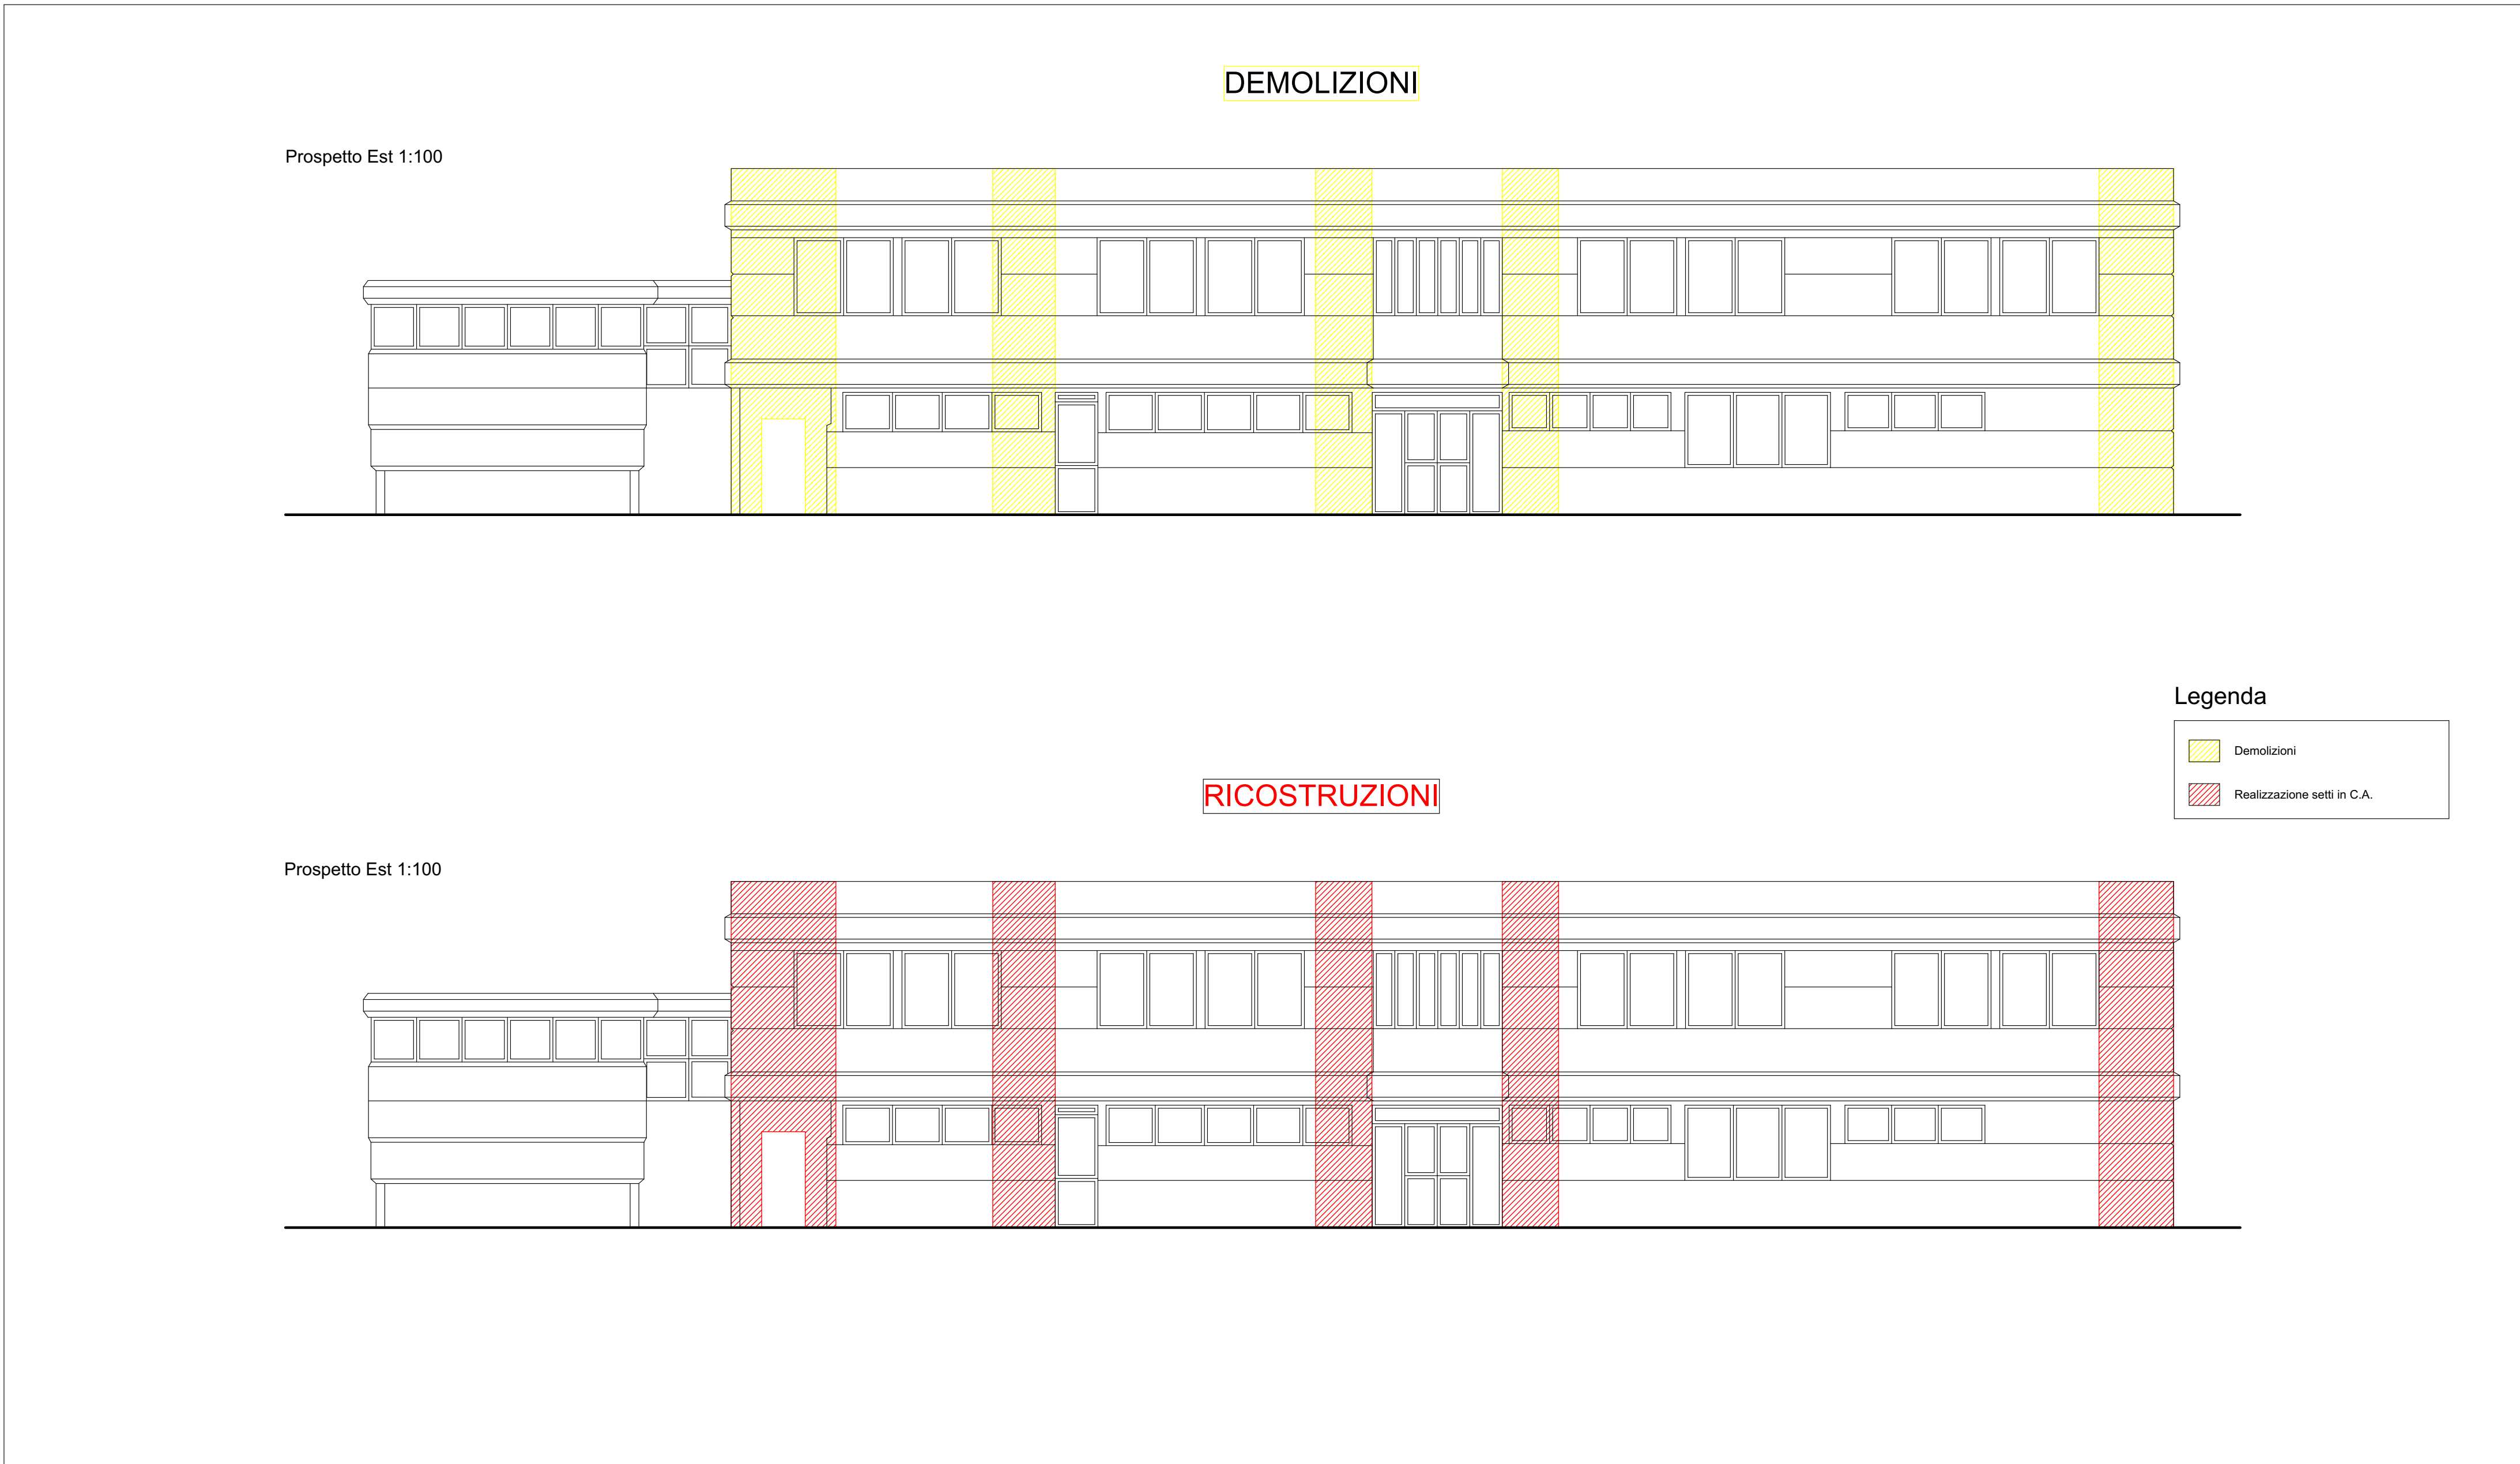 DEMOLIZIONI
Prospetto Est 1:100
Legenda
Demolizioni
Realizzazione setti in C.A.
RICOSTRUZIONI
Prospetto Est 1:100